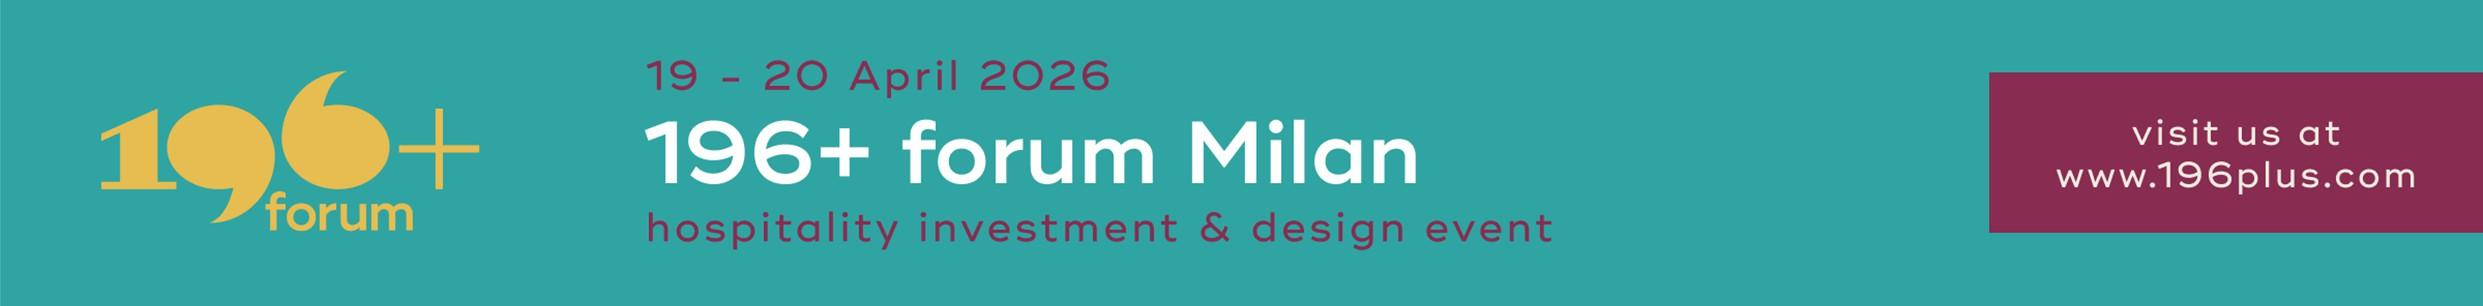 196+
forum
19 - 20 April 2026
196+ forum Milan
hospitality investment & design event
visit us at
www.196plus.com